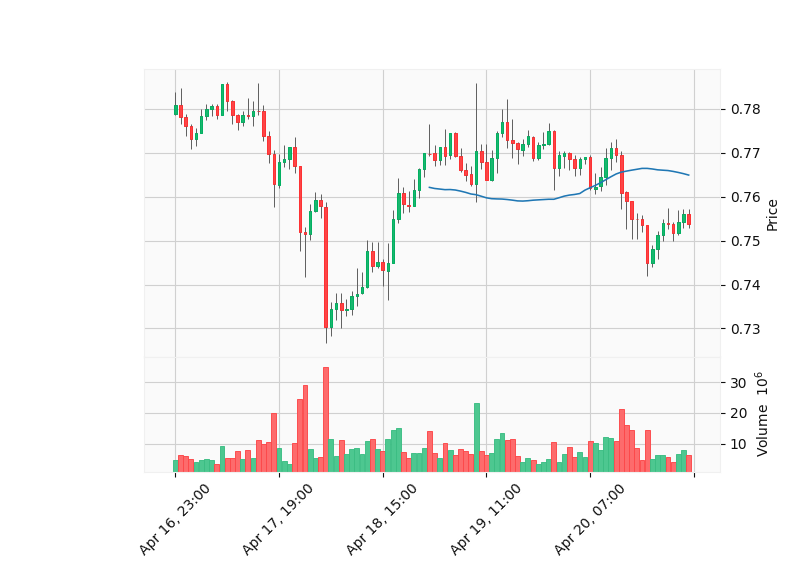 0.78
0.77
0.76
0.75
0.74
0.73
Price
30
20
10
Volume 10^6
Apr 16, 23:00
Apr 17, 19:00
Apr 18, 15:00
Apr 19, 11:00
Apr 20, 07:00